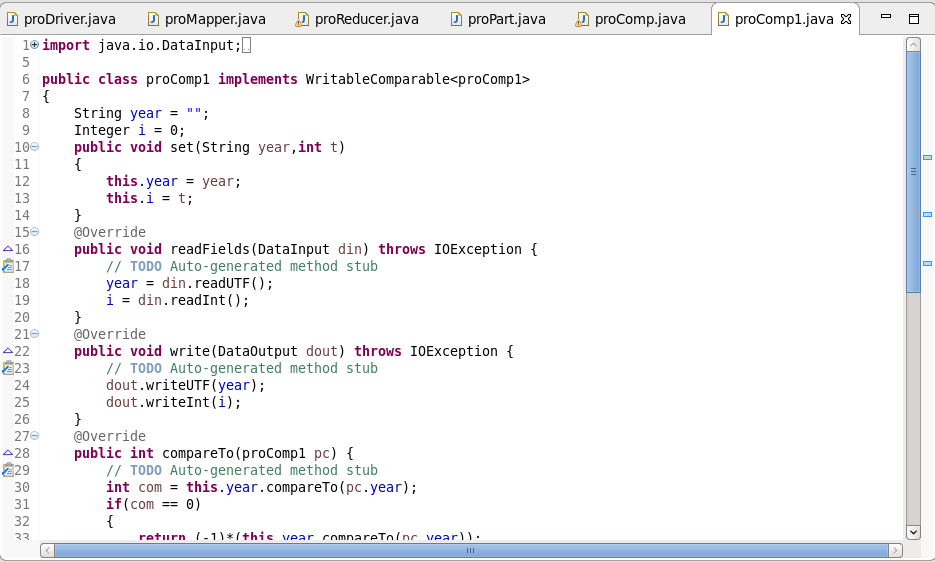 proDriver.java proMapper.java proReducer.java proPart.java proComp.java proComp1.java
1 import java.io.DataInput;
5
6 public class proComp1 implements WritableComparable<proComp1>
7 {
8 String year = "";
9 Integer i = 0;
10 public void set(String year,int t)
11 {
12 this.year = year;
13 this.i = t;
14 }
15 @Override
16 public void readFields(DataInput din) throws IOException {
17 // TODO Auto-generated method stub
18 year = din.readUTF();
19 i = din.readInt();
20 }
21 @Override
22 public void write(DataOutput dout) throws IOException {
23 // TODO Auto-generated method stub
24 dout.writeUTF(year);
25 dout.writeInt(i);
26 }
27 @Override
28 public int compareTo(proComp1 pc) {
29 // TODO Auto-generated method stub
30 int com = this.year.compareTo(pc.year);
31 if(com == 0)
32 {
33 return (-1)*(this.year.compareTo(pc.year));